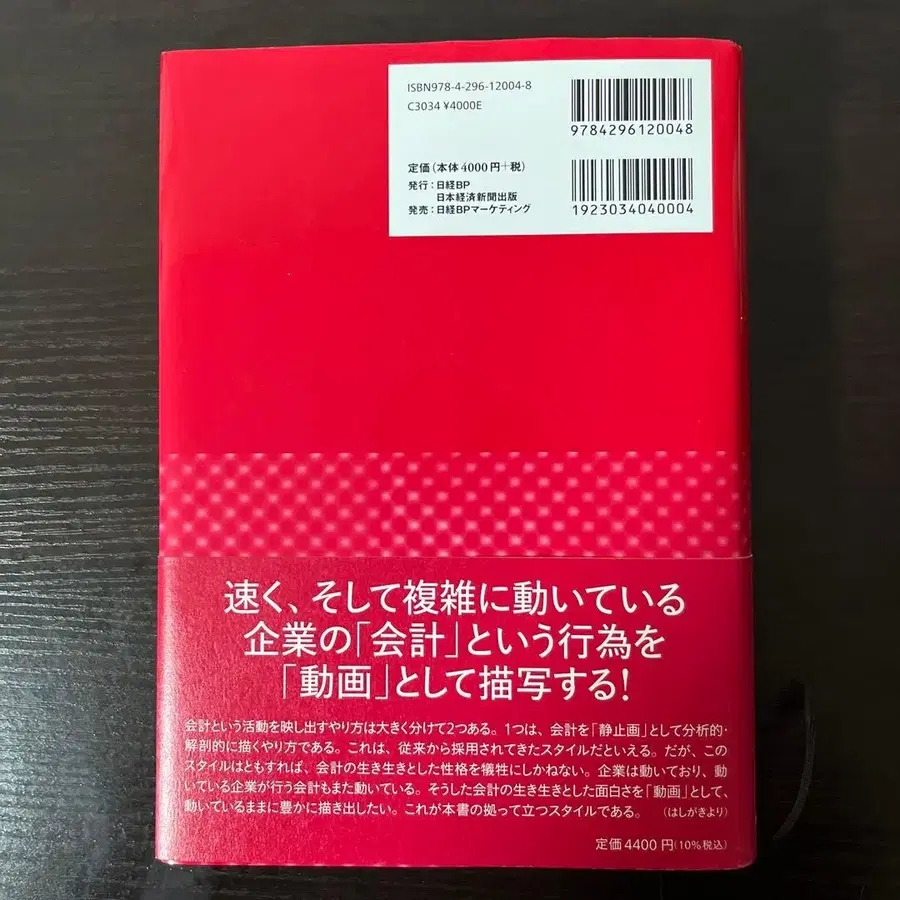 ISBN978-4-296-12004-8
C3034 ¥4000E
9784296120048
定価(本体4000円+税)
発行:日経BP
日本経済新聞出版
発売:日経BPマーケティング
1923034040004
速く、そして複雑に動いている
企業の「会計」という行為を
「動画」として描写する!
会計という活動を映し出すやり方は大きく分けて2つある。1つは、会計を「静止画」として分析的・
解剖的に描くやり方である。これは、従来から採用されてきたスタイルだといえる。だが、この
スタイルはともすれば、会計の生き生きとした性格を犠牲にしかねない。企業は動いており、動
いている企業が行う会計もまた動いている。そうした会計の生き生きとした面白さを「動画」として、
動いているままに豊かに描き出したい。これが本書の拠って立つスタイルである。 (はしがきより)
定価4400円(10%税込)